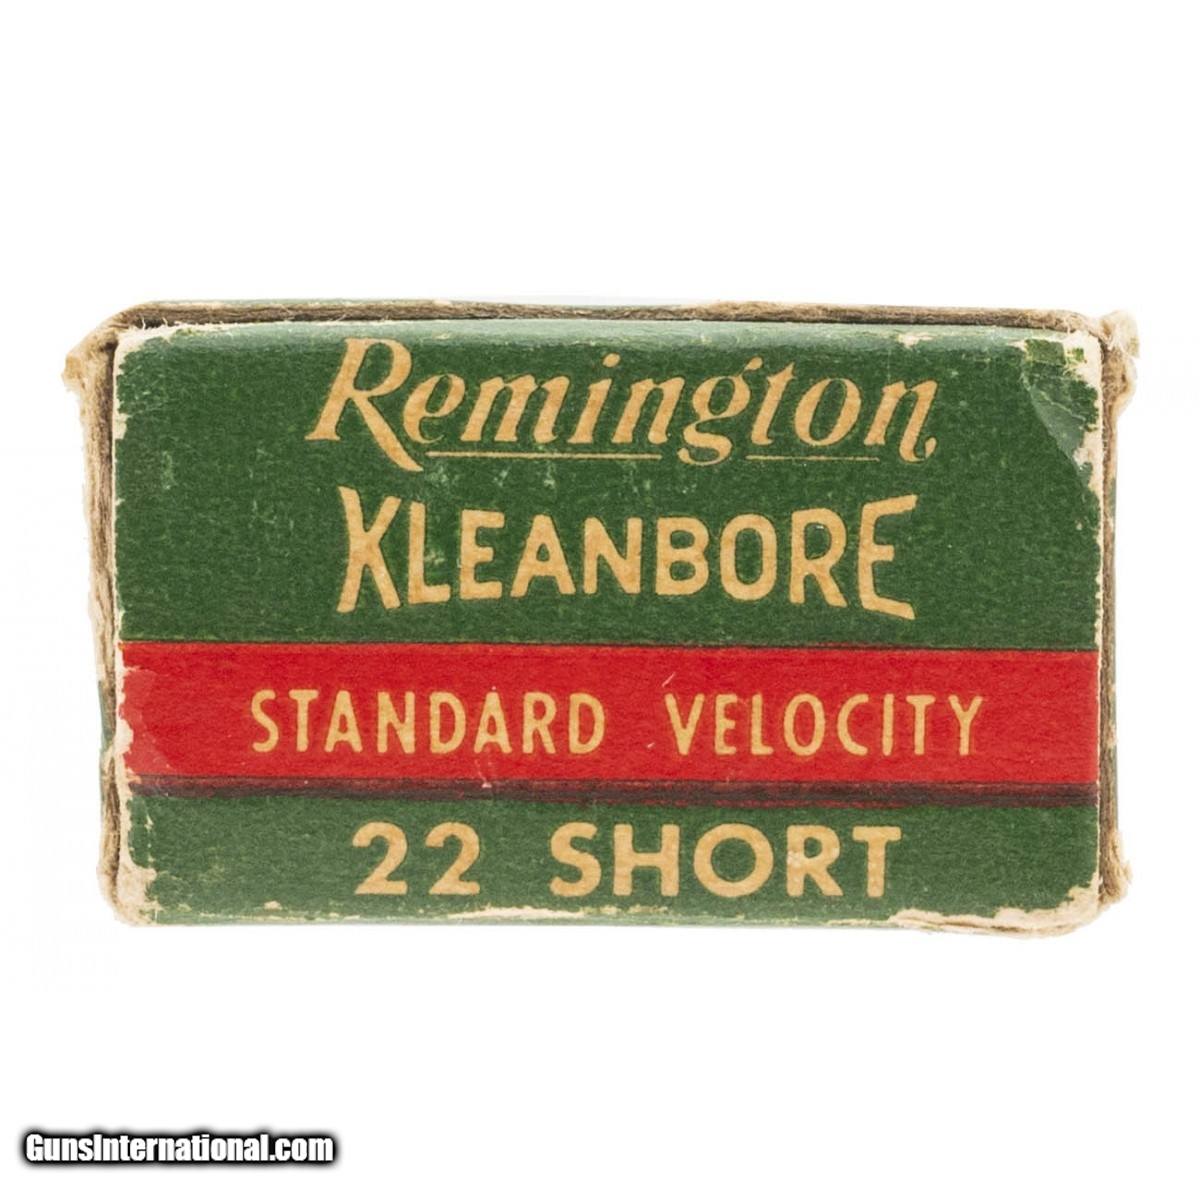 Remington
KLEANBORE
STANDARD VELOCITY
22 SHORT
GunsInternational.com